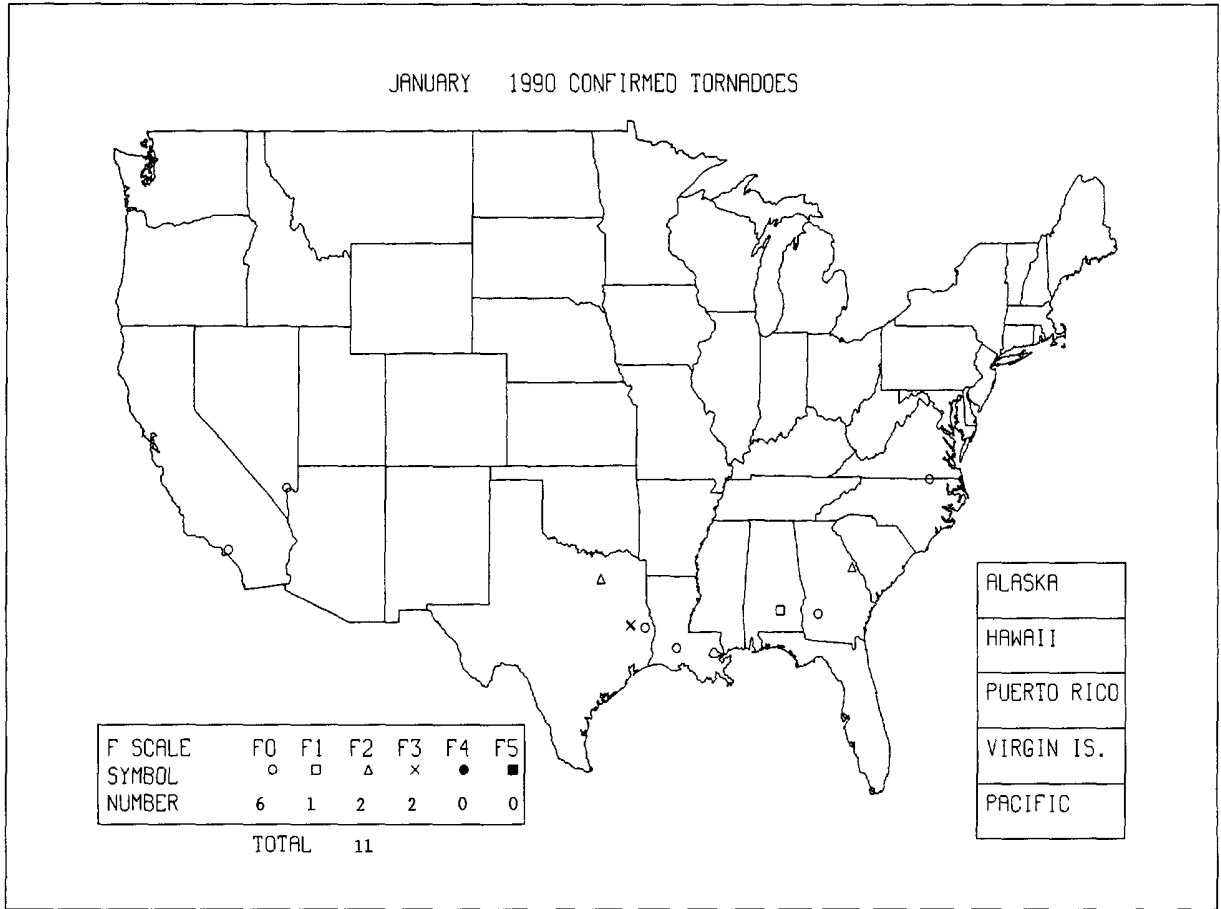 JANUARY 1990 CONFIRMED TORNADOES
ALASKA
HAWAII
PUERTO RICO
VIRGIN IS.
PACIFIC
F SCALE F0 F1 F2 F3 F4 F5
SYMBOL
NUMBER 6 1 2 2 0 0
TOTAL 11